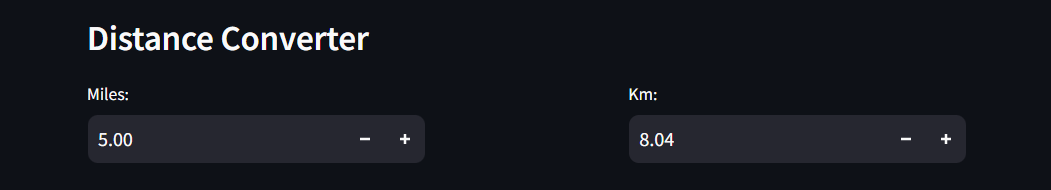 Distance Converter
Miles: Km:
5.00 − + 8.04 − +